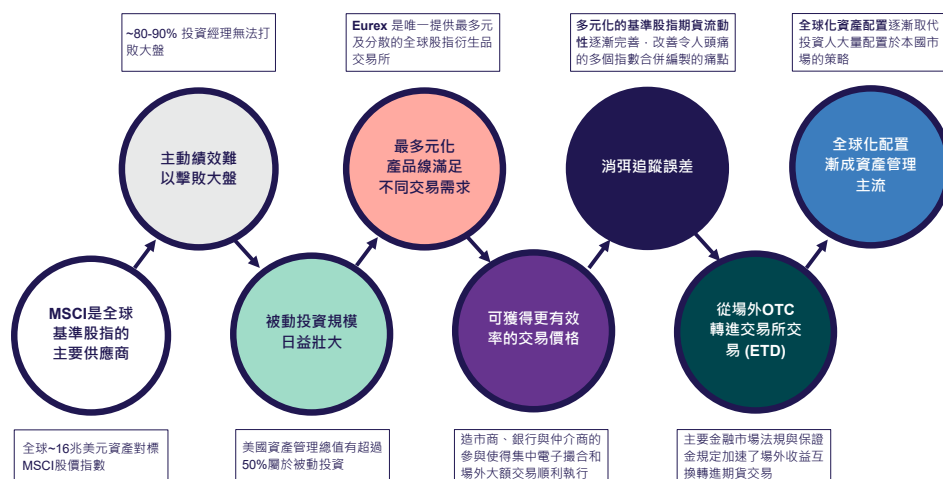 ~80-90% 投資經理無法打
敗大盤
Eurex 是唯一提供最多元
及分散的全球股指衍生品
交易所
多元化的基準股指期貨流動
性逐漸完善，改善令人頭痛
的多個指數合併編製的痛點
全球化資產配置逐漸取代
投資人大量配置於本國市
場的策略
主動績效難
以擊敗大盤
最多元化
產品線滿足
不同交易需求
消弭追蹤誤差
全球化配置
漸成資產管理
主流
MSCI是全球
基準股指的
主要供應商
被動投資規模
日益壯大
可獲得更有效
率的交易價格
從場外OTC
轉進交易所交
易 (ETD)
全球~16兆美元資產對標
MSCI股價指數
美國資產管理總值有超過
50%屬於被動投資
造市商、銀行與仲介商的
參與使得集中電子撮合和
場外大額交易順利執行
主要金融市場法規與保證
金規定加速了場外收益互
換轉進期貨交易